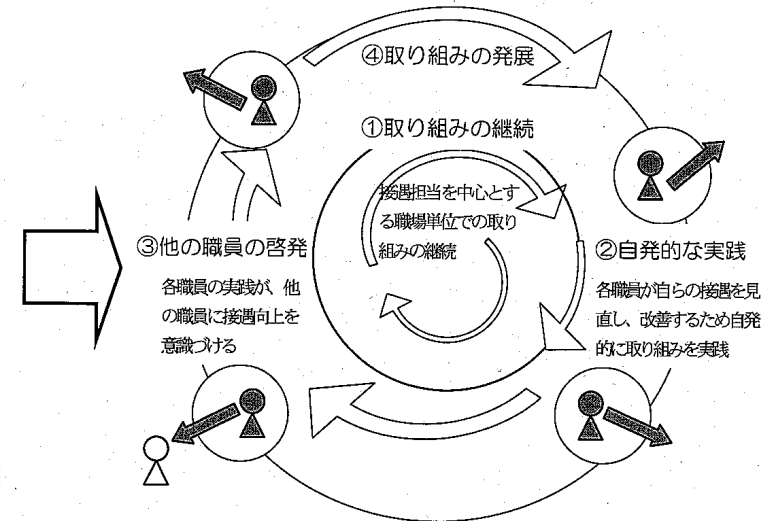 ④取り組みの発展
①取り組みの継続
接遇担当を中心とす
る職場単位での取り
組みの継続
②自発的な実践
各職員が自らの接遇を見
直し、改善するため自発
的に取り組みを実践
③他の職員の啓発
各職員の実践が、他
の職員に接遇向上を
意識づける